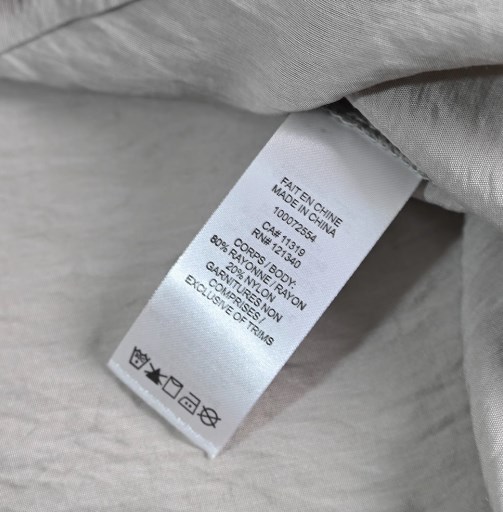 FAIT EN CHINE
MADE IN CHINA
100072554
CA# 11319
RN# 121340
CORPS / BODY:
80% RAYONNE / RAYON
20% NYLON
GARNITURES NON
COMPRISES /
EXCLUSIVE OF TRIMS